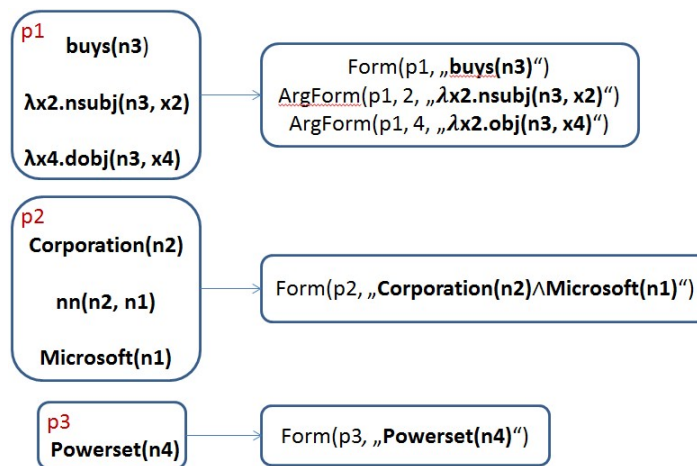 p1
buys(n3)
λx2.nsubj(n3, x2)
λx4.dobj(n3, x4)
Form(p1, „buys(n3)“)
ArgForm(p1, 2, „λx2.nsubj(n3, x2)“)
ArgForm(p1, 4, „λx2.obj(n3, x4)“)
p2
Corporation(n2)
nn(n2, n1)
Microsoft(n1)
Form(p2, „Corporation(n2)∧Microsoft(n1)“)
p3
Powerset(n4)
Form(p3, „Powerset(n4)“)